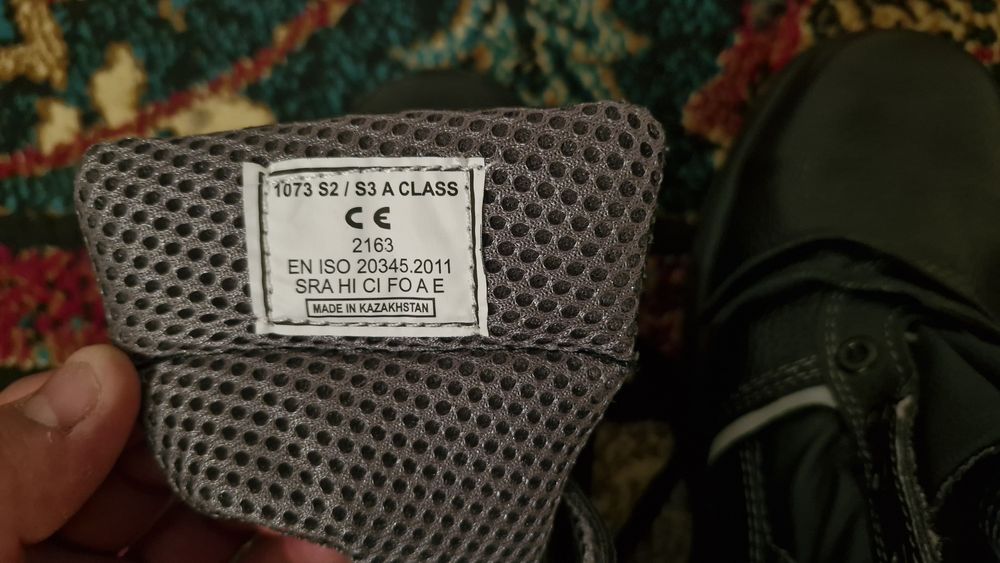 1073 S2 / S3 A CLASS
CE
2163
EN ISO 20345.2011
SRA HI CI FO A E
MADE IN KAZAKHSTAN